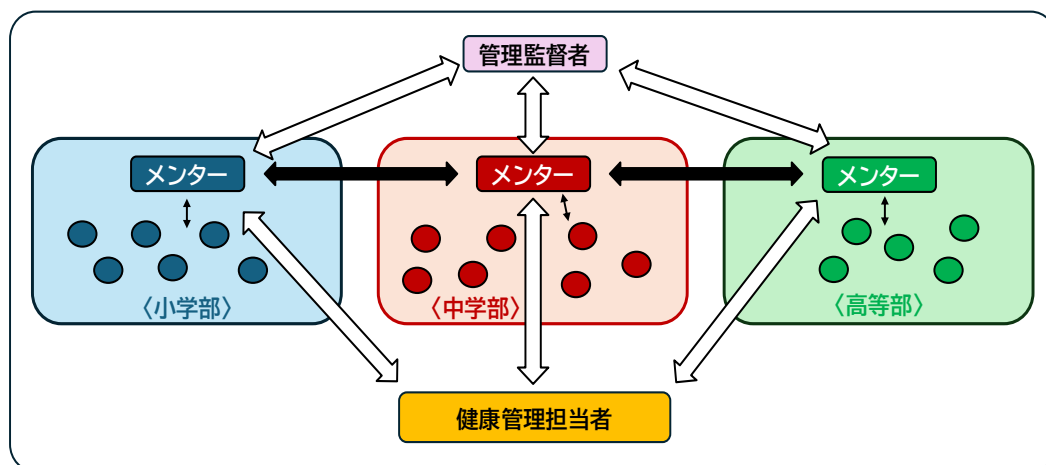 管理監督者
メンター
メンター
メンター
〈小学部〉
〈中学部〉
〈高等部〉
健康管理担当者